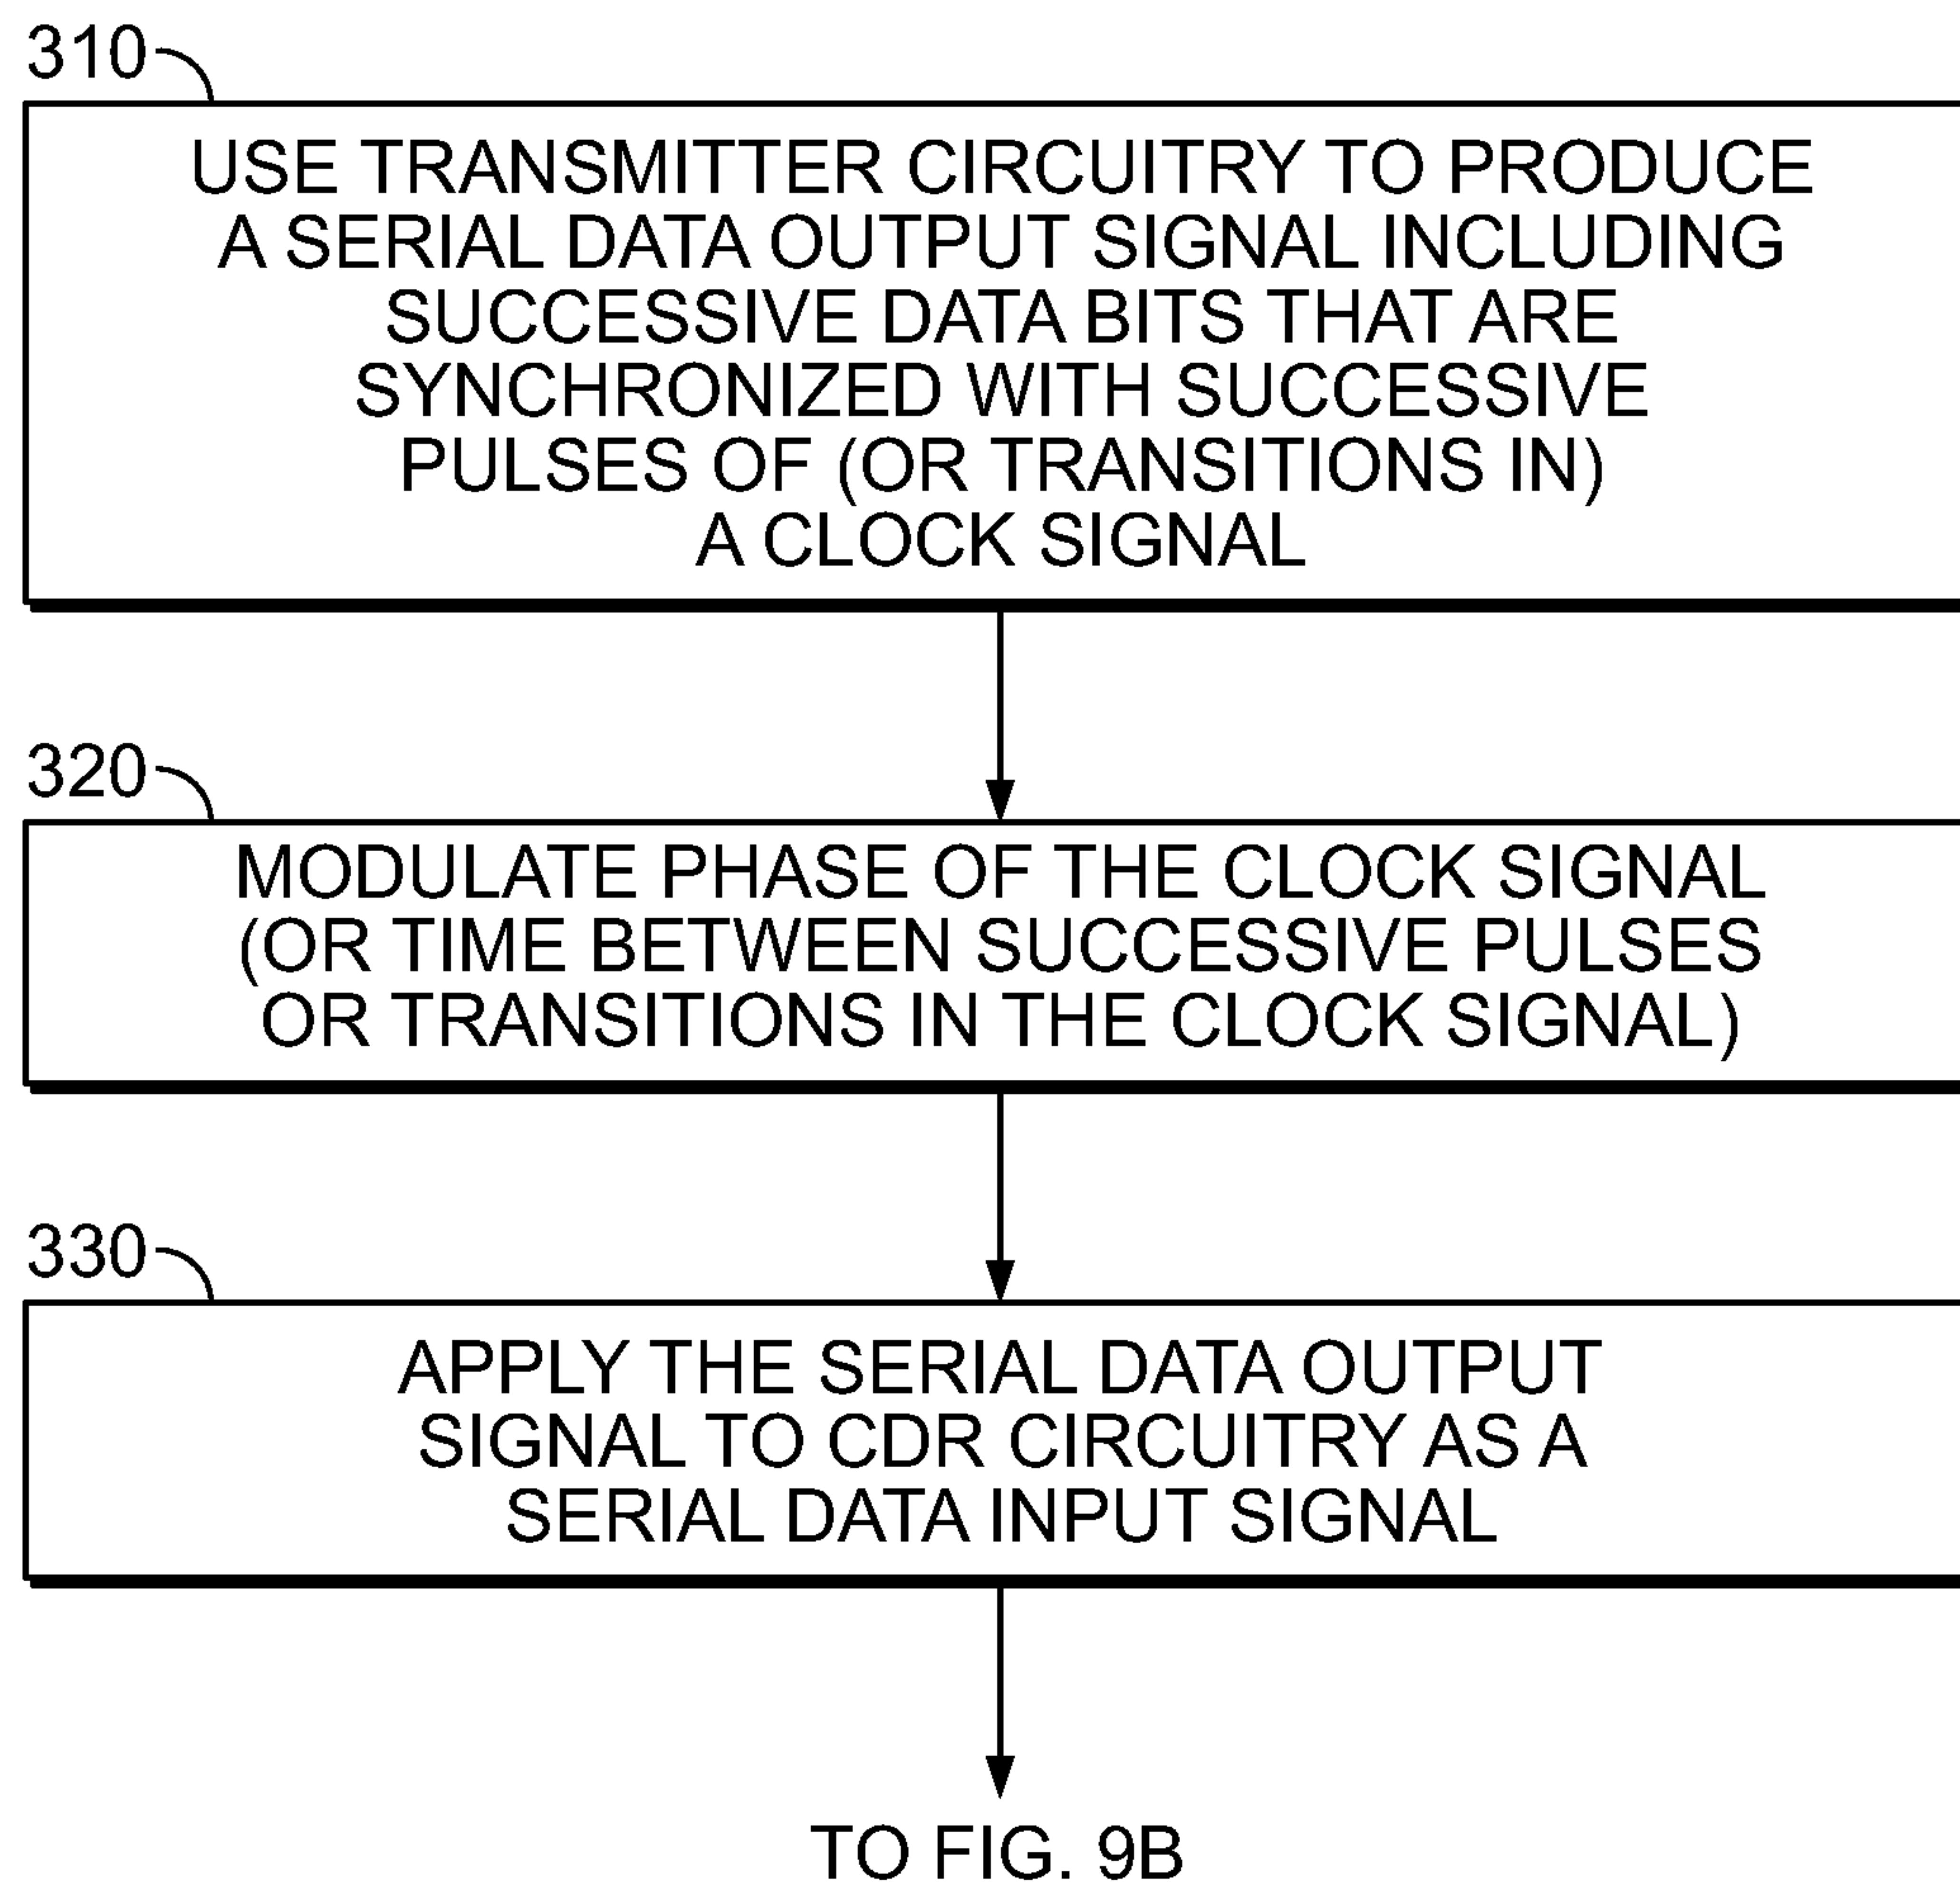 310
USE TRANSMITTER CIRCUITRY TO PRODUCE
A SERIAL DATA OUTPUT SIGNAL INCLUDING
SUCCESSIVE DATA BITS THAT ARE
SYNCHRONIZED WITH SUCCESSIVE
PULSES OF (OR TRANSITIONS IN)
A CLOCK SIGNAL
320
MODULATE PHASE OF THE CLOCK SIGNAL
(OR TIME BETWEEN SUCCESSIVE PULSES
OR TRANSITIONS IN THE CLOCK SIGNAL)
330
APPLY THE SERIAL DATA OUTPUT
SIGNAL TO CDR CIRCUITRY AS A
SERIAL DATA INPUT SIGNAL
TO FIG. 9B